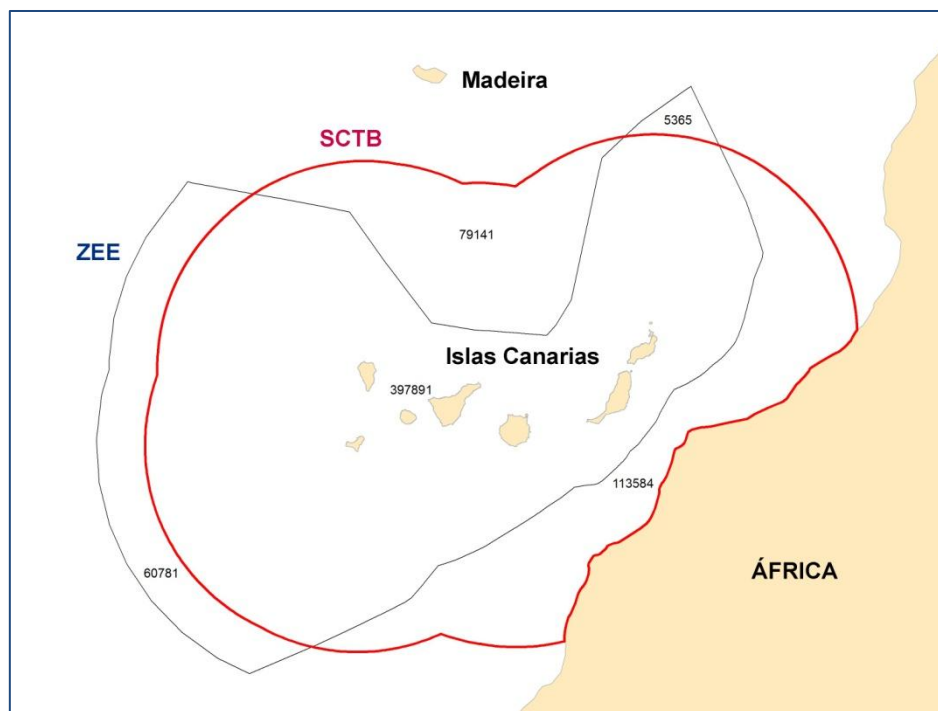 Madeira
5365
SCTB
79141
ZEE
Islas Canarias
397891
113584
60781
ÁFRICA